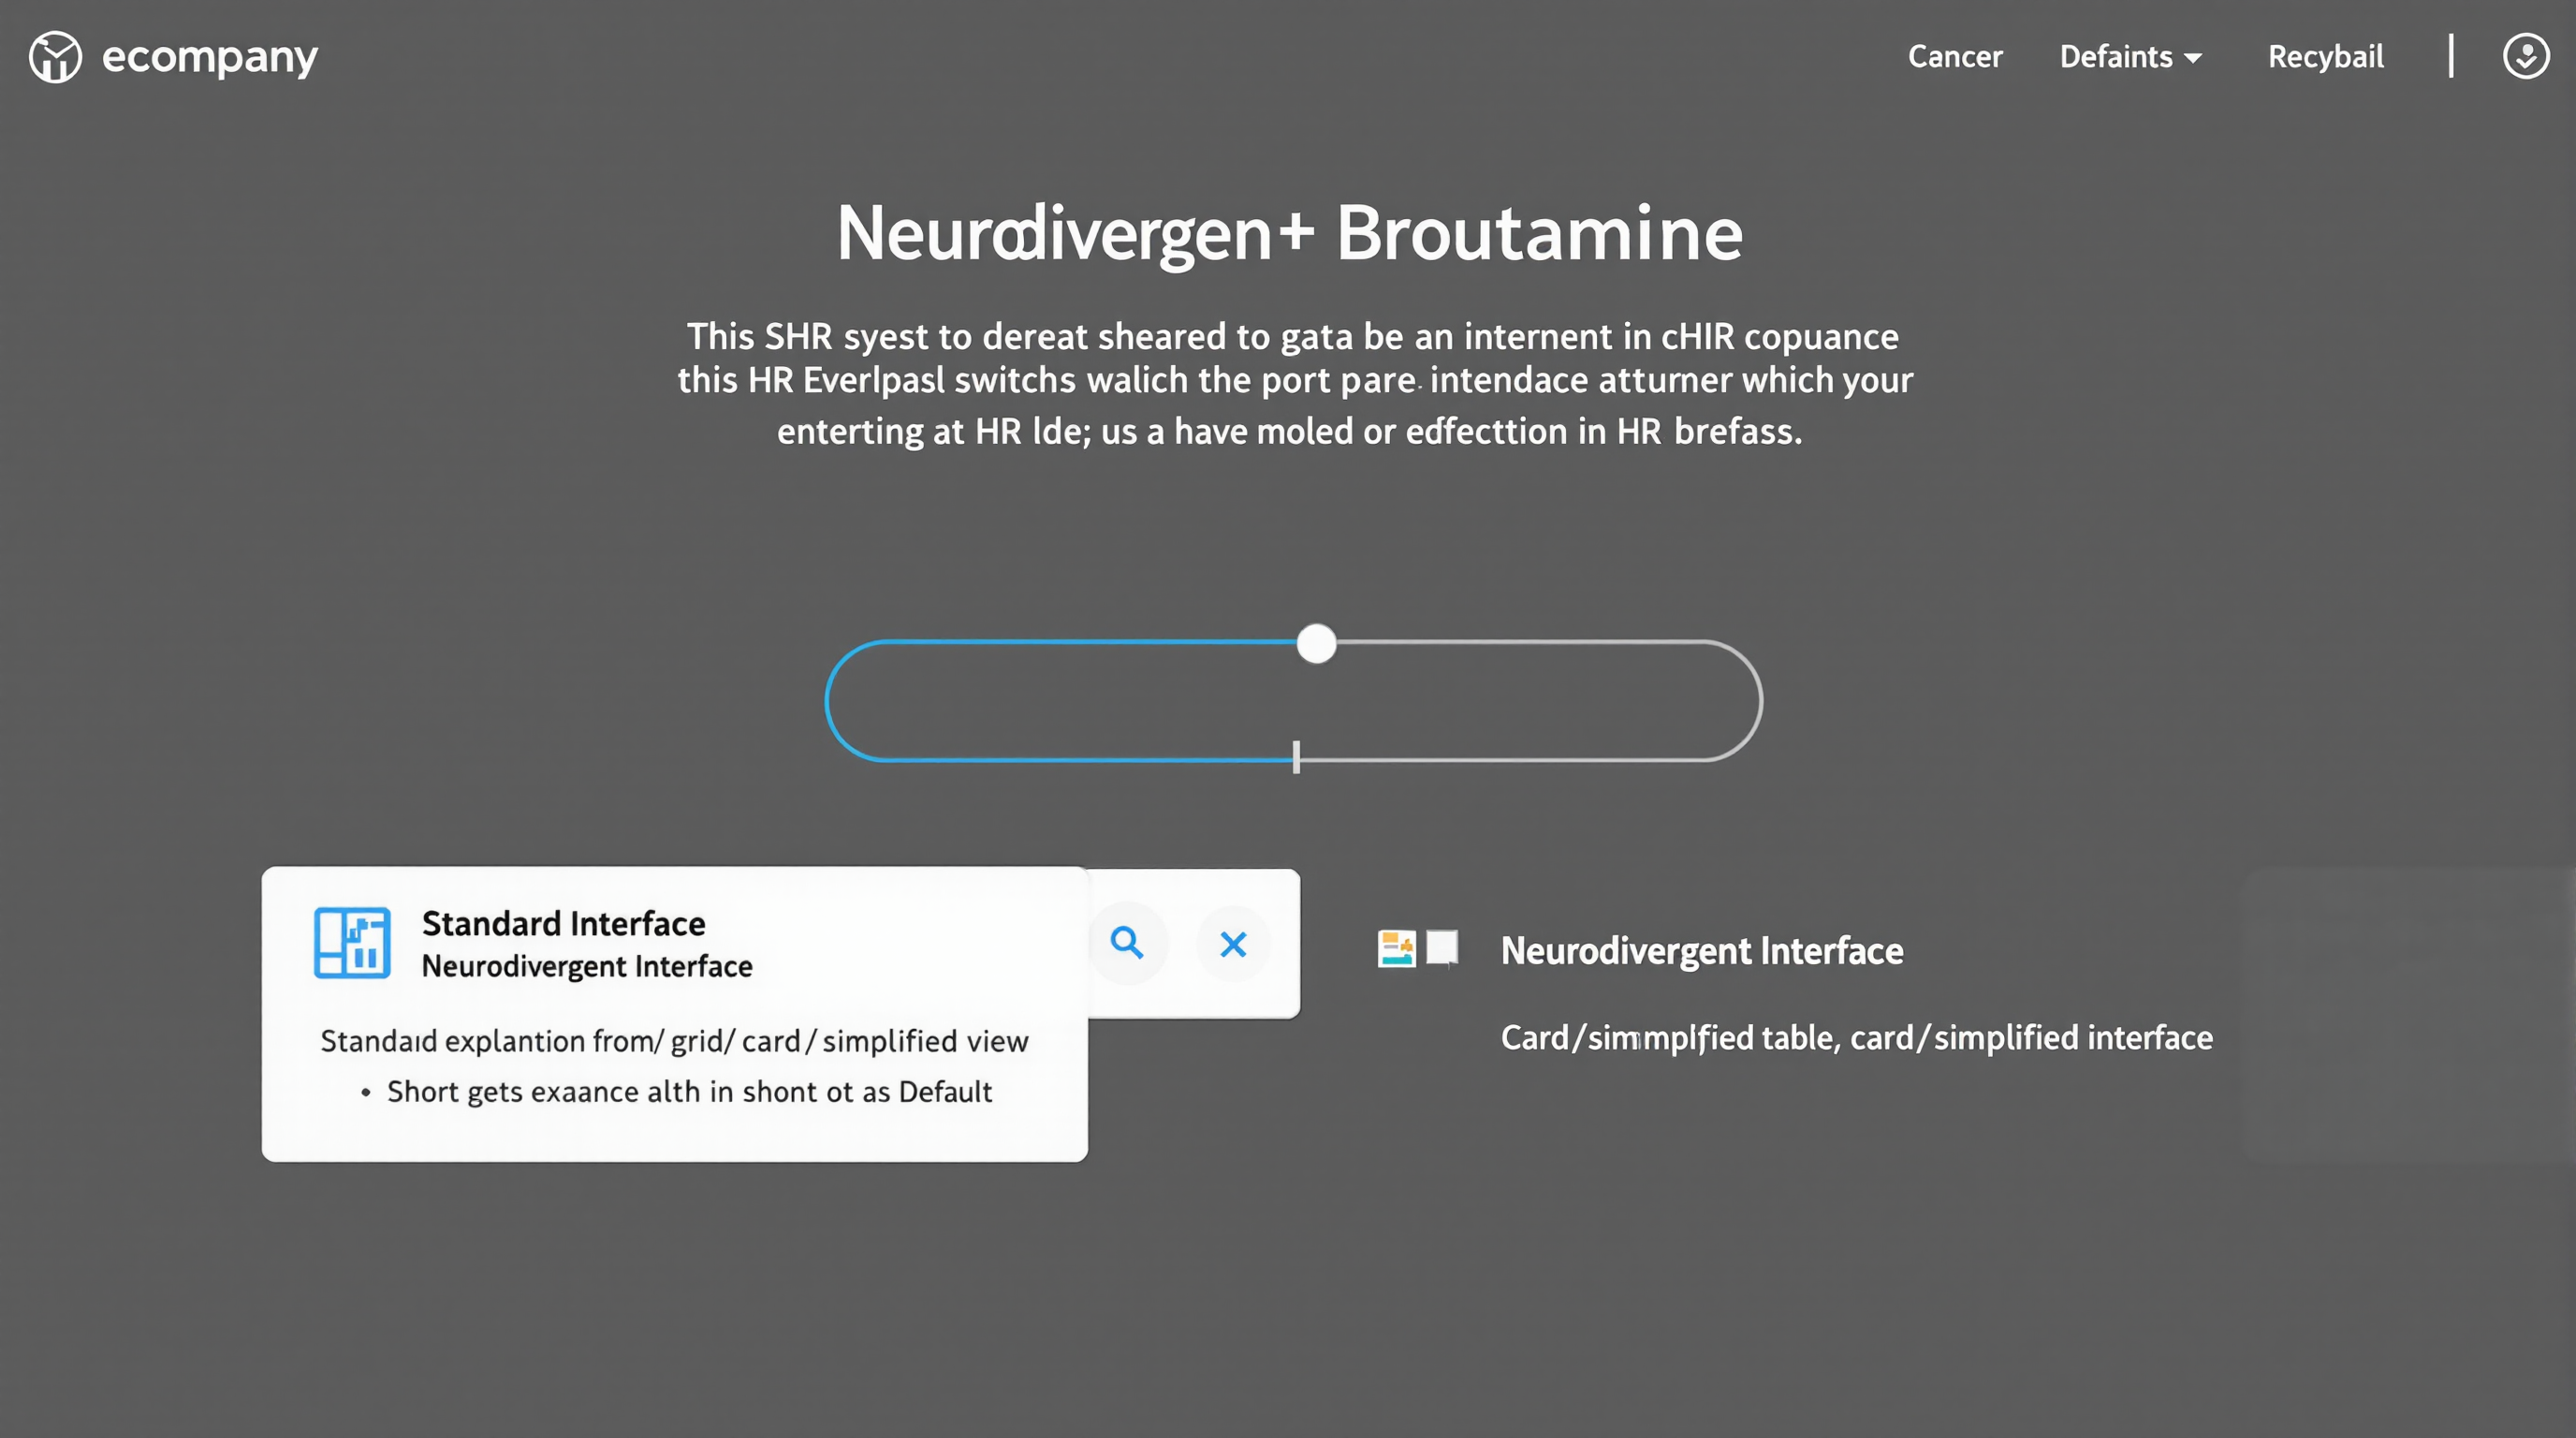 ecompany
Cancer
Defaints
Recybail
Neurodivergen+ Broutamine
This SHR syest to dereat sheared to gata be an internent in cHIR copuance
this HR Everlpasl switchs walich the port pare. intendace atturner which your
enterting at HR lde; us a have moled or edfecttion in HR brefass.
Standard Interface
Neurodivergent Interface
Standaıd explantion from/ grid/ card/simplified view
• Short gets exaance alth in shont ot as Default
Neurodivergent Interface
table, card/simplified interface